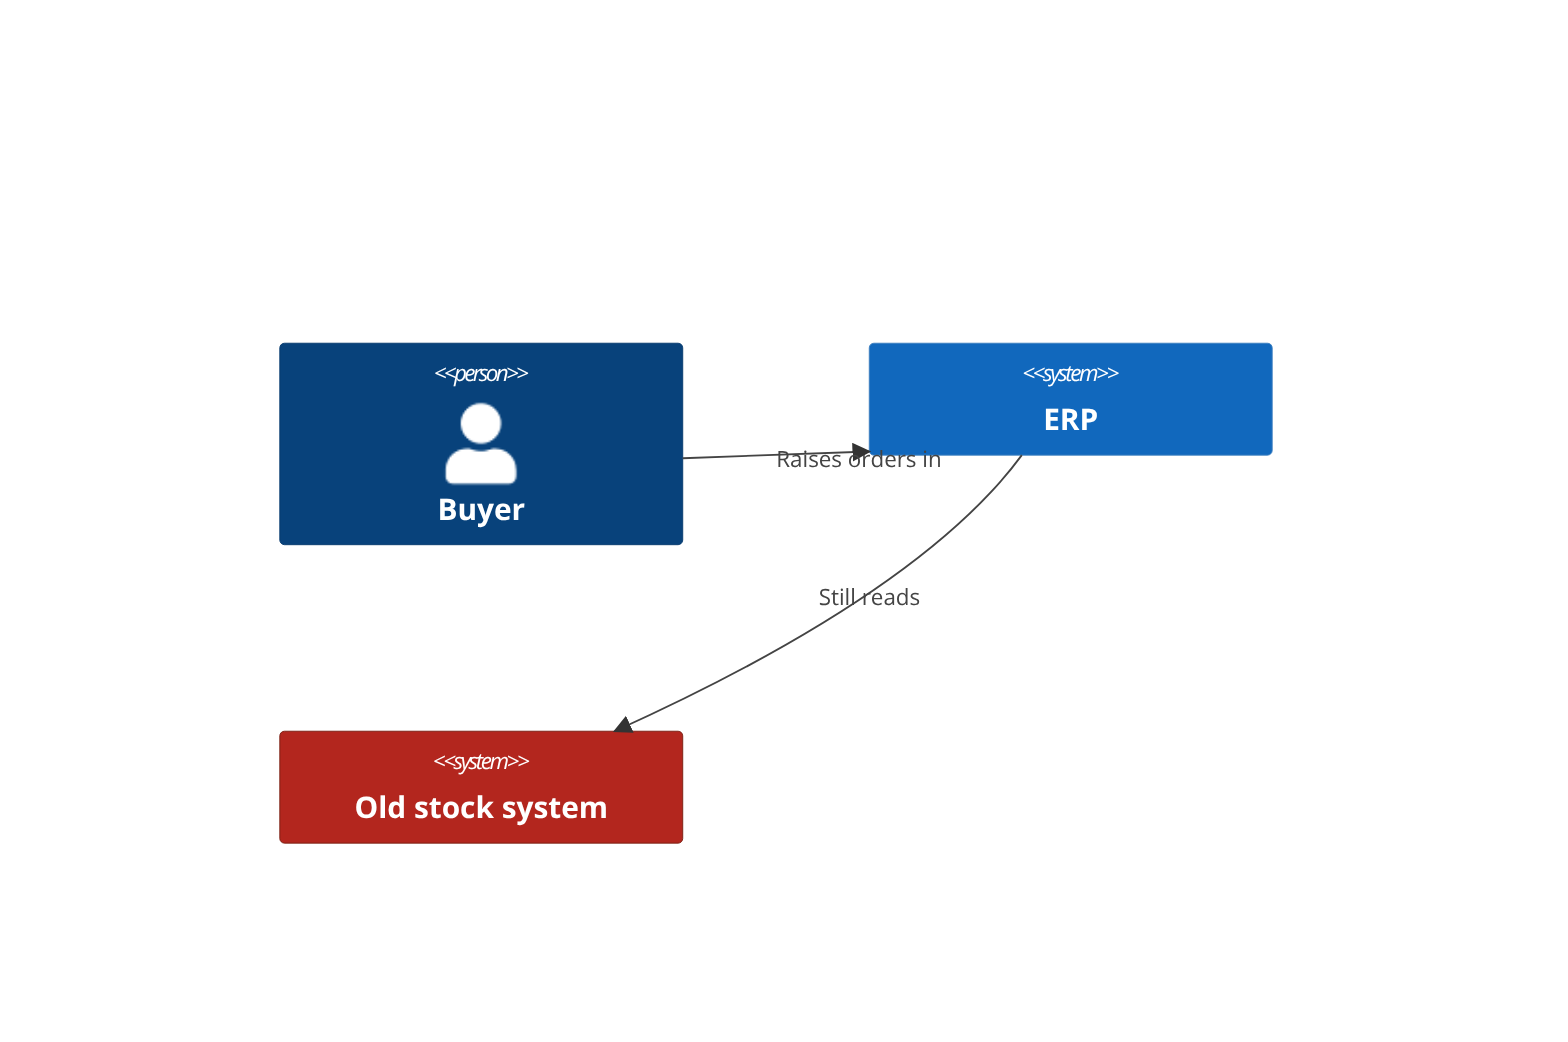 <<person>>
Buyer
<<system>>
ERP
Raises orders in
Still reads
<<system>>
Old stock system